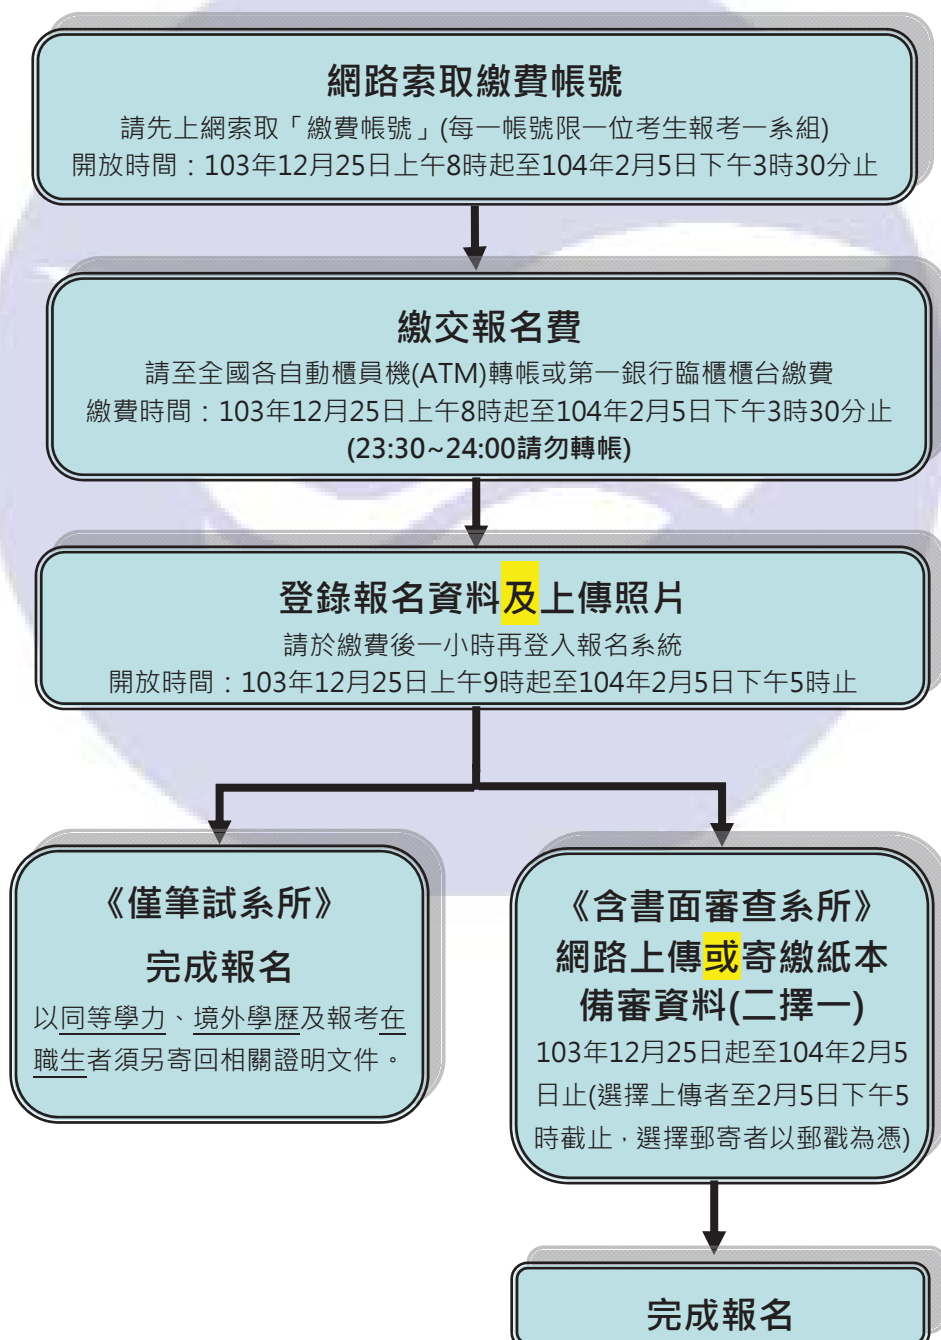 網路索取繳費帳號
請先上網索取「繳費帳號」(每一帳號限一位考生報考一系組)
開放時間：103年12月25日上午8時起至104年2月5日下午3時30分止
繳交報名費
請至全國各自動櫃員機(ATM)轉帳或第一銀行臨櫃櫃台繳費
繳費時間：103年12月25日上午8時起至104年2月5日下午3時30分止
(23:30~24:00請勿轉帳)
登錄報名資料及上傳照片
請於繳費後一小時再登入報名系統
開放時間：103年12月25日上午9時起至104年2月5日下午5時止
《僅筆試系所》
完成報名
以同等學力、境外學歷及報考在
職生者須另寄回相關證明文件。
《含書面審查系所》
網路上傳或寄繳紙本
備審資料(二擇一)
103年12月25日起至104年2月5
日止(選擇上傳者至2月5日下午5
時截止，選擇郵寄者以郵戳為憑)
完成報名